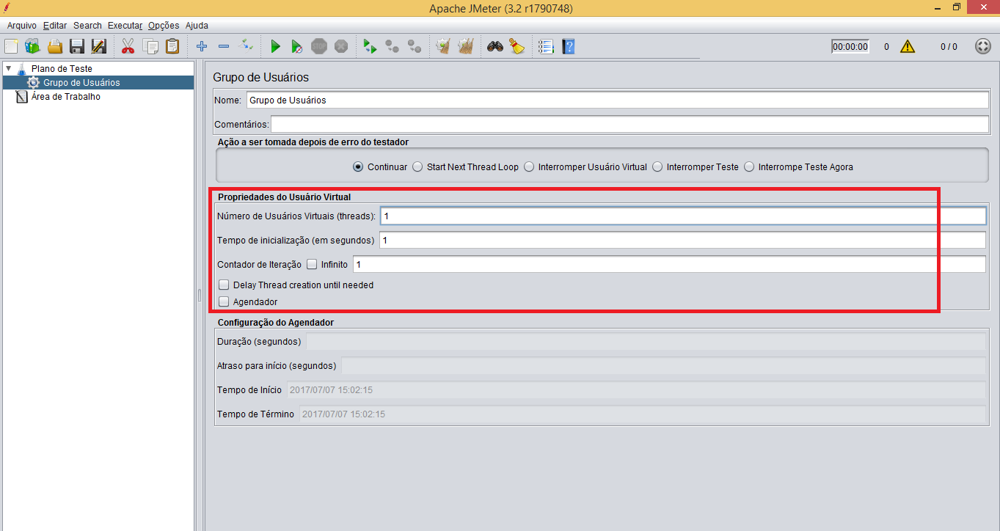 Apache JMeter (3.2 r1790748)
Arquivo Editar Search Executar Opções Ajuda
STOP 00:00:00 0 0 / 0
Plano de Teste
Grupo de Usuários
Área de Trabalho
Grupo de Usuários
Nome: Grupo de Usuários
Comentários:
Ação a ser tomada depois de erro do testador
Continuar Start Next Thread Loop Interromper Usuário Virtual Interromper Teste Interrompe Teste Agora
Propriedades do Usuário Virtual
Número de Usuários Virtuais (threads): 1
Tempo de inicialização (em segundos) 1
Contador de Iteração Infinito 1
Delay Thread creation until needed
Agendador
Configuração do Agendador
Duração (segundos)
Atraso para início (segundos)
Tempo de Início 2017/07/07 15:02:15
Tempo de Término 2017/07/07 15:02:15